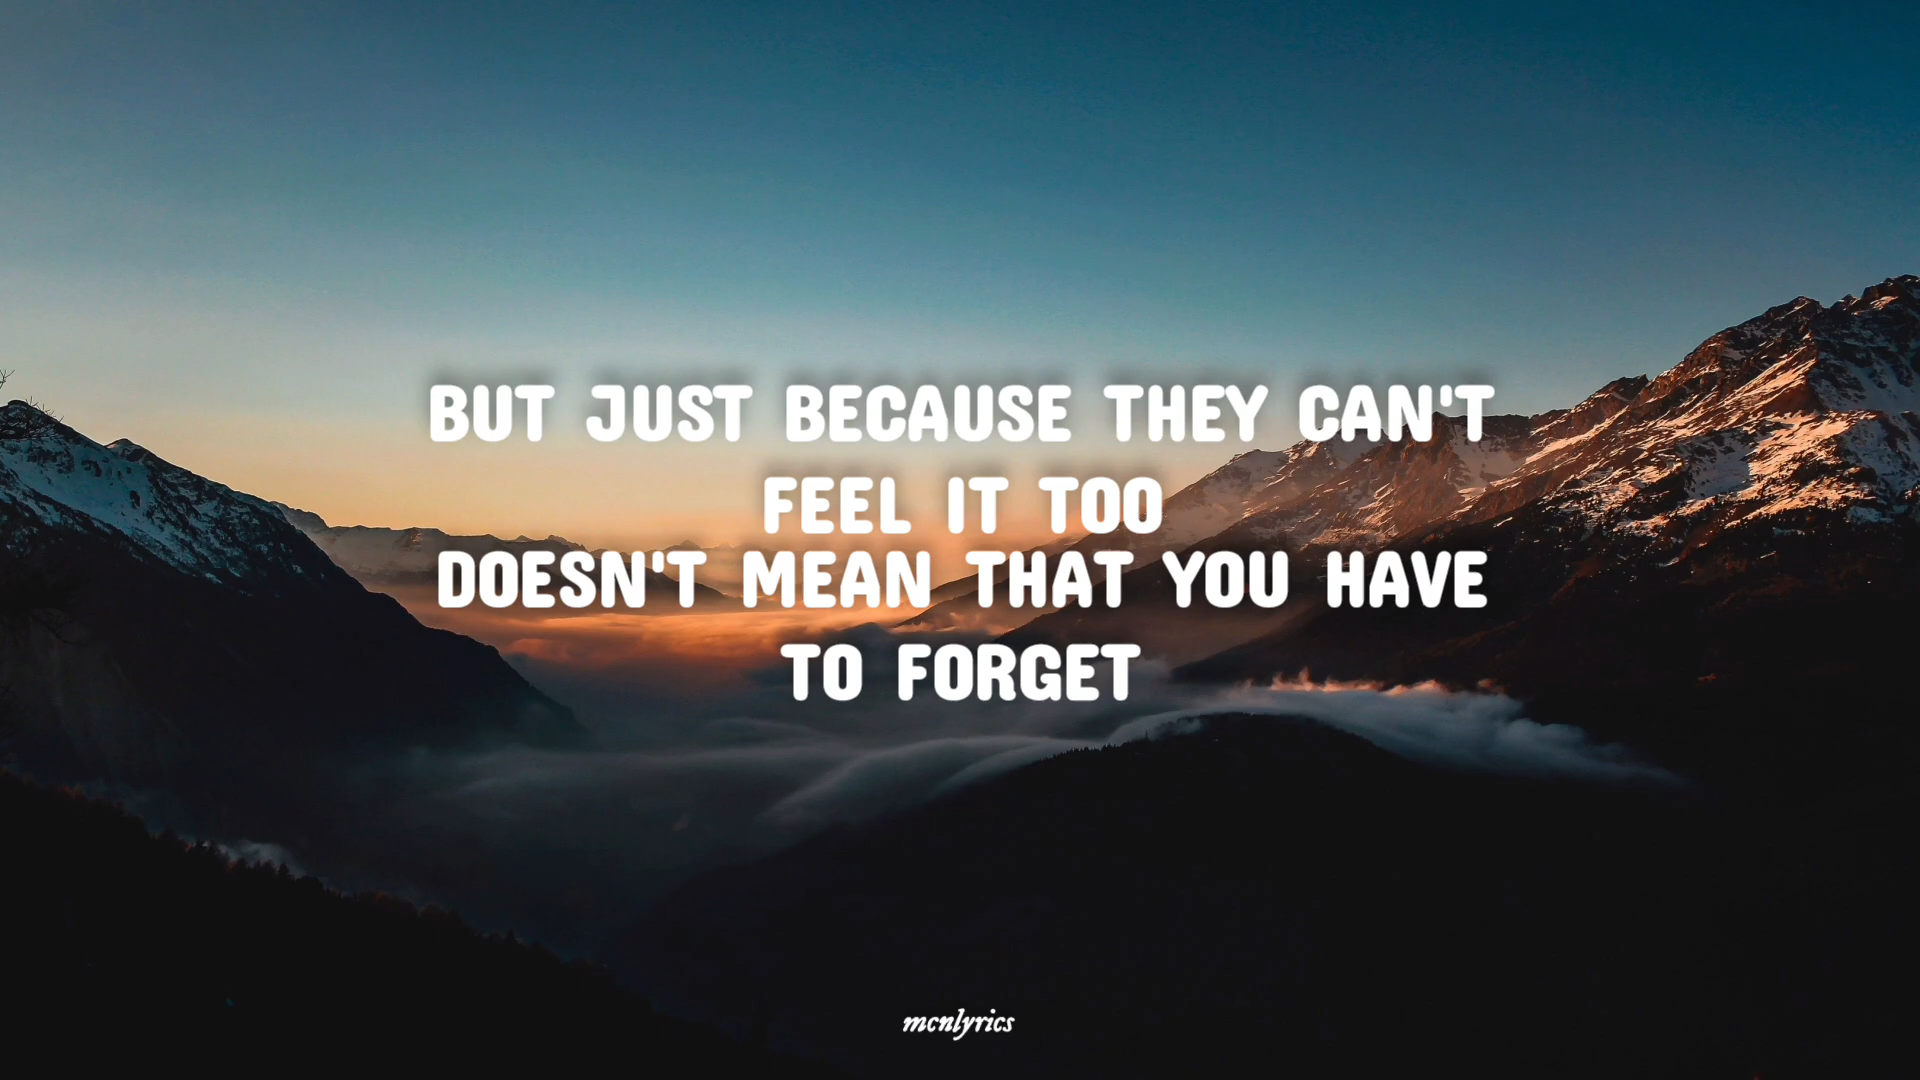 BUT JUST BECAUSE THEY CAN'T
FEEL IT TOO
DOESN'T MEAN THAT YOU HAVE
TO FORGET
mcnlyrics